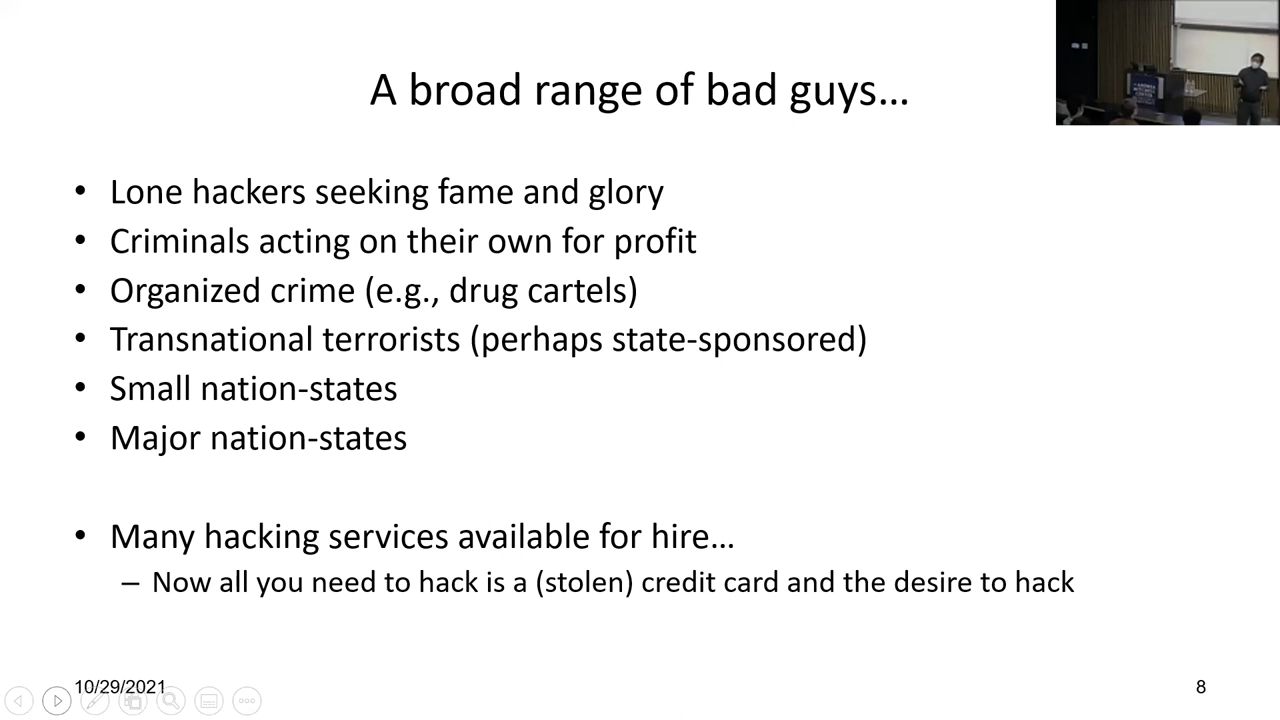 A broad range of bad guys…
• Lone hackers seeking fame and glory
• Criminals acting on their own for profit
• Organized crime (e.g., drug cartels)
• Transnational terrorists (perhaps state-sponsored)
• Small nation-states
• Major nation-states
• Many hacking services available for hire…
– Now all you need to hack is a (stolen) credit card and the desire to hack
10/29/2021
8